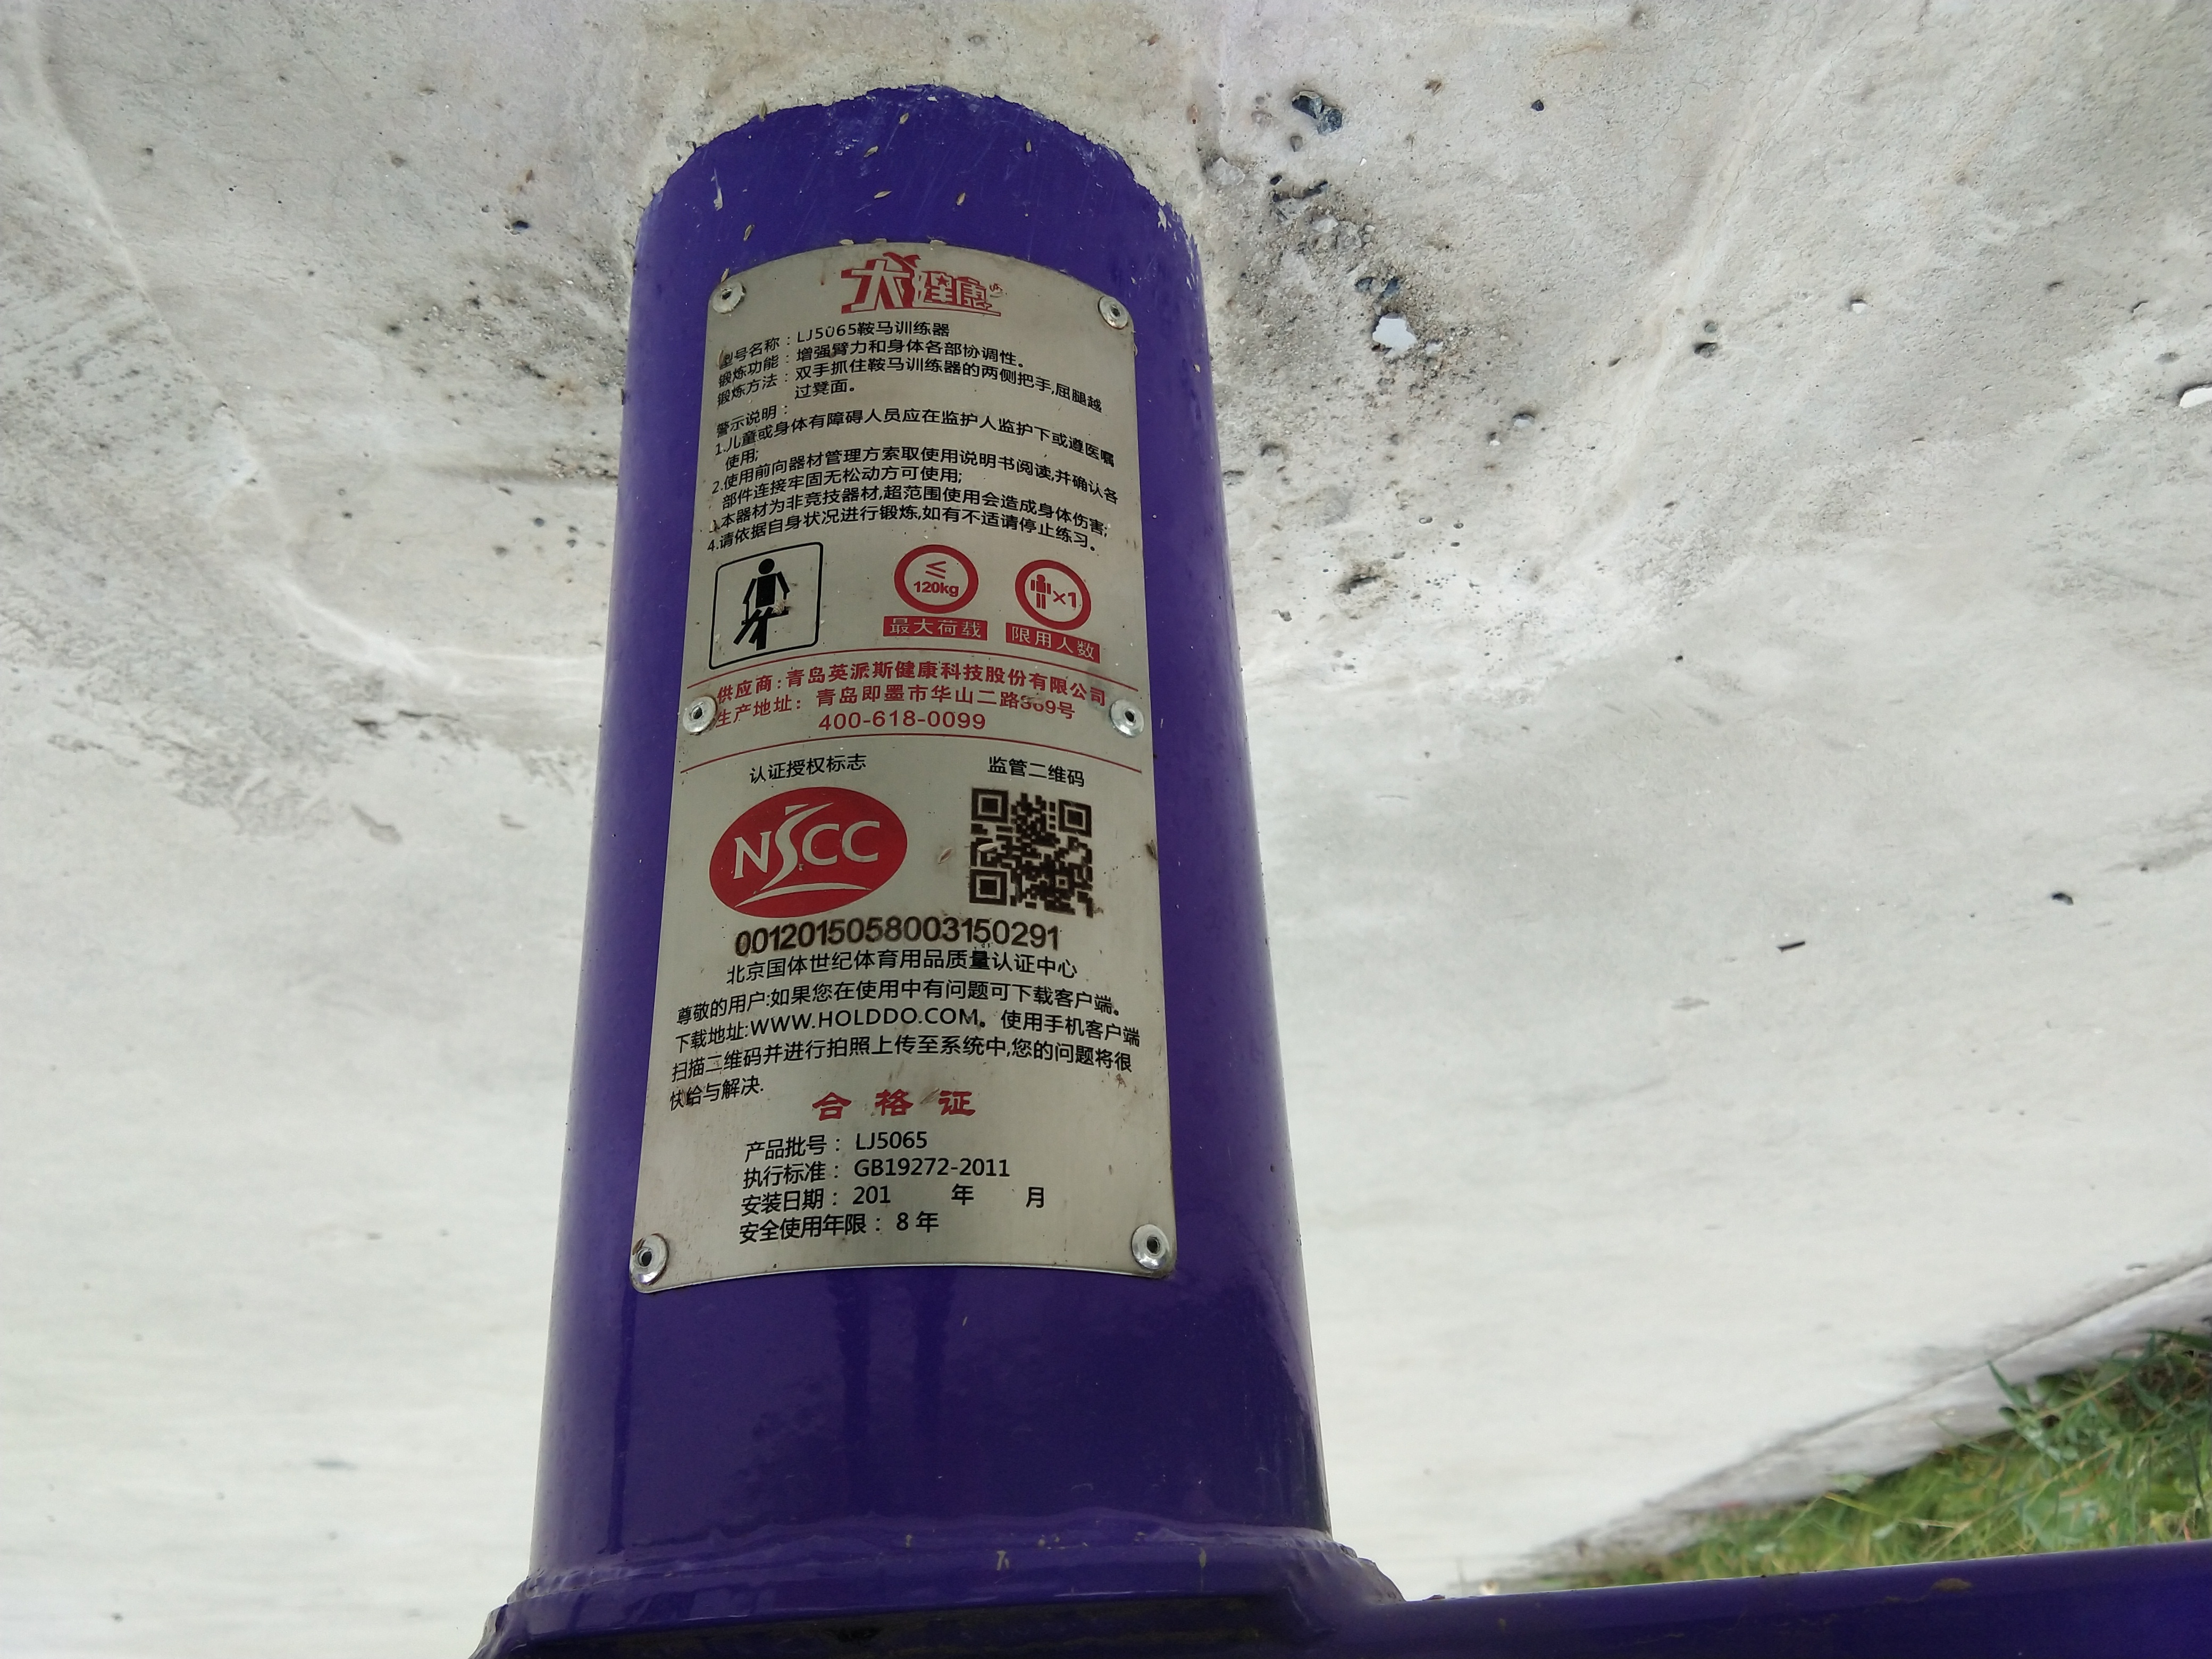 大健康
型号名称：LJ5065鞍马训练器
锻炼功能：增强臂力和身体各部协调性。
锻炼方法：双手抓住鞍马训练器的两侧把手,屈腿越
过凳面。
警示说明：
1.儿童或身体有障碍人员应在监护人监护下或遵医嘱
使用;
2.使用前向器材管理方索取使用说明书阅读,并确认各
部件连接牢固无松动方可使用;
3.本器材为非竞技器材,超范围使用会造成身体伤害;
4.请依据自身状况进行锻炼,如有不适请停止练习。
≤
120kg
×1
最大荷载
限用人数
供应商:青岛英派斯健康科技股份有限公司
生产地址：青岛即墨市华山二路369号
400-618-0099
认证授权标志
监管二维码
NSCC
0012015058003150291
北京国体世纪体育用品质量认证中心
尊敬的用户:如果您在使用中有问题可下载客户端。
下载地址:WWW.HOLDDO.COM。使用手机客户端
扫描二维码并进行拍照上传至系统中,您的问题将很
快给与解决.
合格证
产品批号：LJ5065
执行标准：GB19272-2011
安装日期：201 年 月
安全使用年限：8年